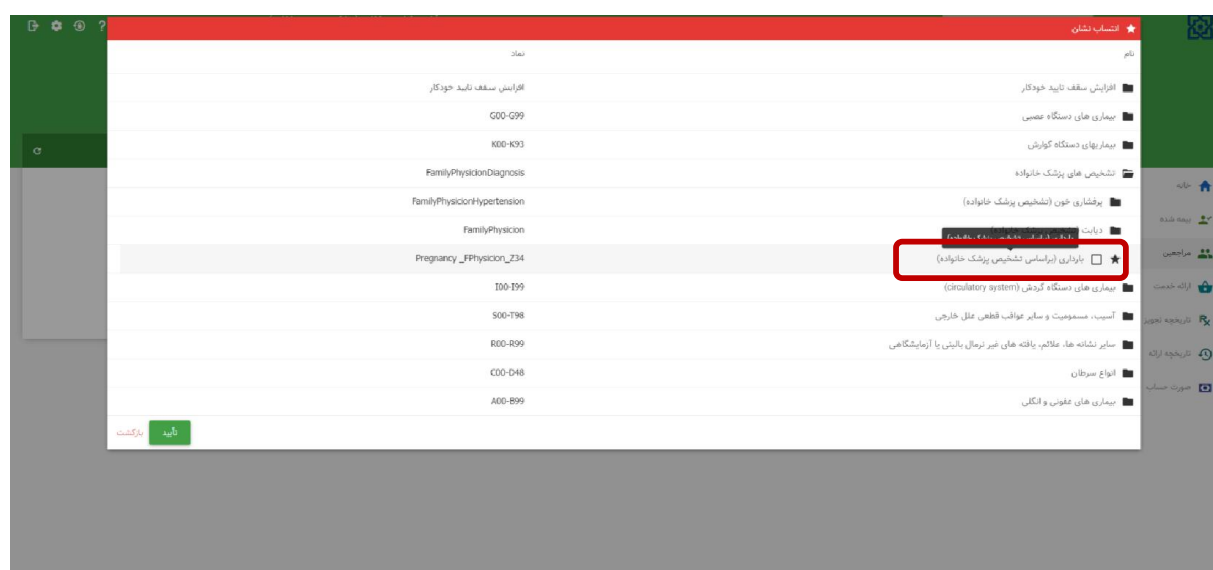 ?
انتساب نشان
نام نماد
افزایش سقف تایید خودکار افزایش سقف تایید خودکار
بیماری های دستگاه عصبی G00-G99
بیماریهای دستگاه گوارش K00-K93
تشخیص های پزشک خانواده FamilyPhysicionDiagnosis
پرفشاری خون (تشخیص پزشک خانواده) FamilyPhysicionHypertension
دیابت FamilyPhysicion
بارداری (براساس تشخیص پزشک خانواده) Pregnancy _FPhysicion_Z34
بیماری های دستگاه گردش (circulatory system) I00-I99
آسیب، مسمومیت و سایر عواقب قطعی علل خارجی S00-T98
سایر نشانه ها، علائم، یافته های غیر نرمال بالینی یا آزمایشگاهی R00-R99
انواع سرطان C00-D48
بیماری های عفونی و انگلی A00-B99
تأیید بازگشت
خانه
بیمه شده
مراجعین
ارائه خدمت
تاریخچه تجویز
تاریخچه ارائه
صورت حساب